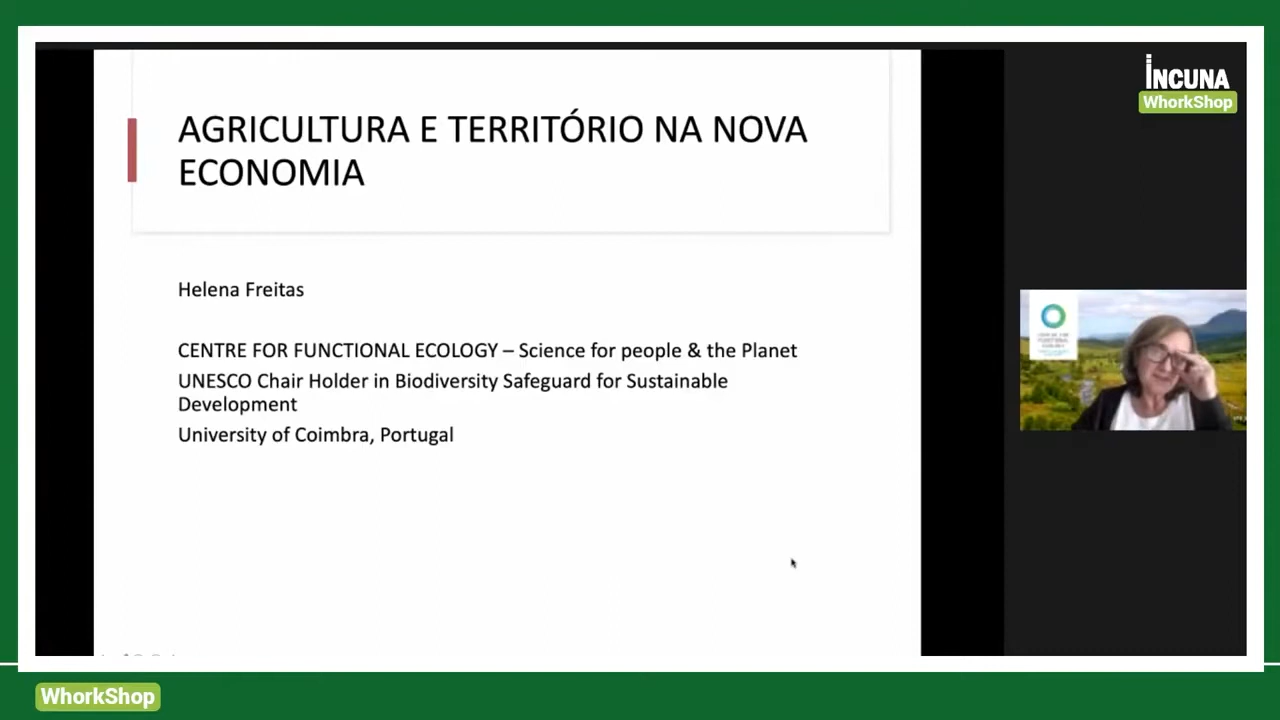 İNCUNA
WhorkShop
AGRICULTURA E TERRITÓRIO NA NOVA
ECONOMIA
Helena Freitas
CENTRE FOR FUNCTIONAL ECOLOGY – Science for people & the Planet
UNESCO Chair Holder in Biodiversity Safeguard for Sustainable
Development
University of Coimbra, Portugal
WhorkShop